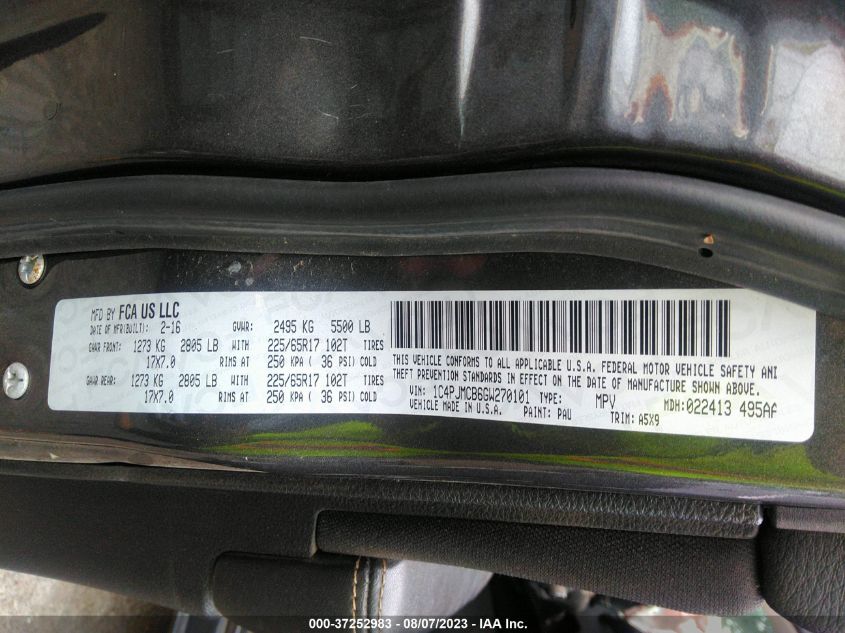 MFD BY FCA US LLC
DATE OF MFR(BUILT): 2-16 GVWR: 2495 KG 5500 LB
GAWR FRONT: 1273 KG 2805 LB WITH 225/65R17 102T TIRES
17X7.0 RIMS AT 250 KPA ( 36 PSI) COLD
GAWR REAR: 1273 KG 2805 LB WITH 225/65R17 102T TIRES
17X7.0 RIMS AT 250 KPA ( 36 PSI) COLD
THIS VEHICLE CONFORMS TO ALL APPLICABLE U.S.A. FEDERAL MOTOR VEHICLE SAFETY AND
THEFT PREVENTION STANDARDS IN EFFECT ON THE DATE OF MANUFACTURE SHOWN ABOVE.
VIN: 1C4PJMCB6GW270101 TYPE: MPV MDH: 022413 495AA
VEHICLE MADE IN U.S.A. PAINT: PAU TRIM: A5X9
000-37252983 - 08/07/2023 - IAA Inc.